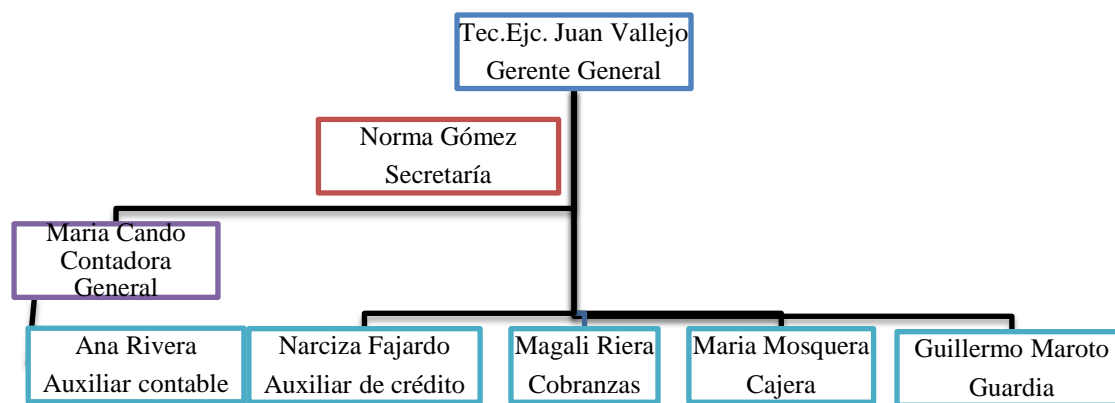 Tec.Ejc. Juan Vallejo
Gerente General
Norma Gómez
Secretaría
Maria Cando
Contadora
General
Ana Rivera
Auxiliar contable
Narciza Fajardo
Auxiliar de crédito
Magali Riera
Cobranzas
Maria Mosquera
Cajera
Guillermo Maroto
Guardia